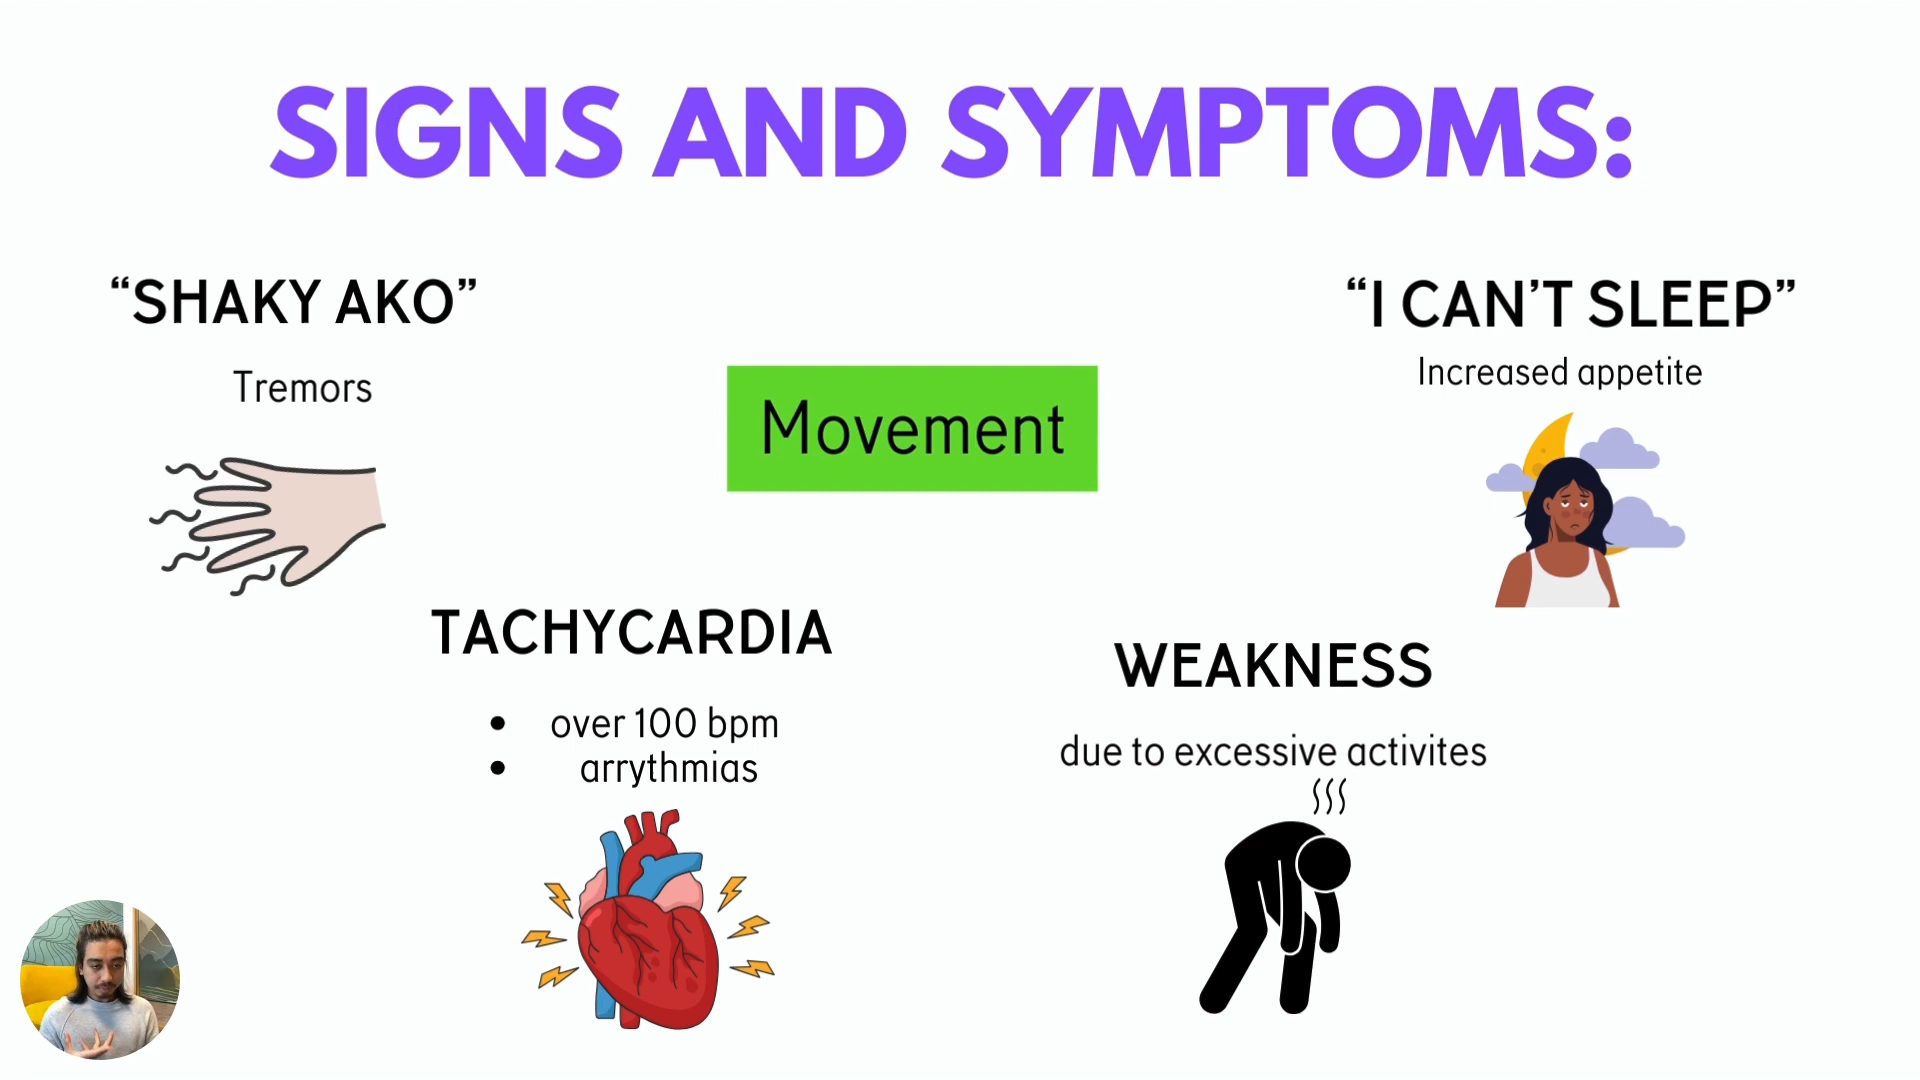 SIGNS AND SYMPTOMS:
“SHAKY AKO”
Tremors
Movement
“I CAN’T SLEEP”
Increased appetite
TACHYCARDIA
• over 100 bpm
• arrythmias
WEAKNESS
due to excessive activites